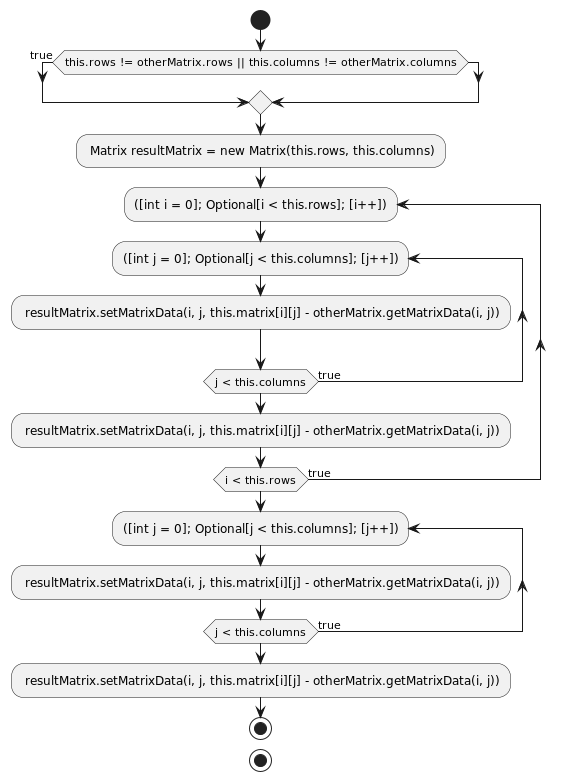 true
this.rows != otherMatrix.rows || this.columns != otherMatrix.columns
Matrix resultMatrix = new Matrix(this.rows, this.columns)
([int i = 0]; Optional[i < this.rows]; [i++])
([int j = 0]; Optional[j < this.columns]; [j++])
resultMatrix.setMatrixData(i, j, this.matrix[i][j] - otherMatrix.getMatrixData(i, j))
j < this.columns true
resultMatrix.setMatrixData(i, j, this.matrix[i][j] - otherMatrix.getMatrixData(i, j))
i < this.rows true
([int j = 0]; Optional[j < this.columns]; [j++])
resultMatrix.setMatrixData(i, j, this.matrix[i][j] - otherMatrix.getMatrixData(i, j))
j < this.columns true
resultMatrix.setMatrixData(i, j, this.matrix[i][j] - otherMatrix.getMatrixData(i, j))